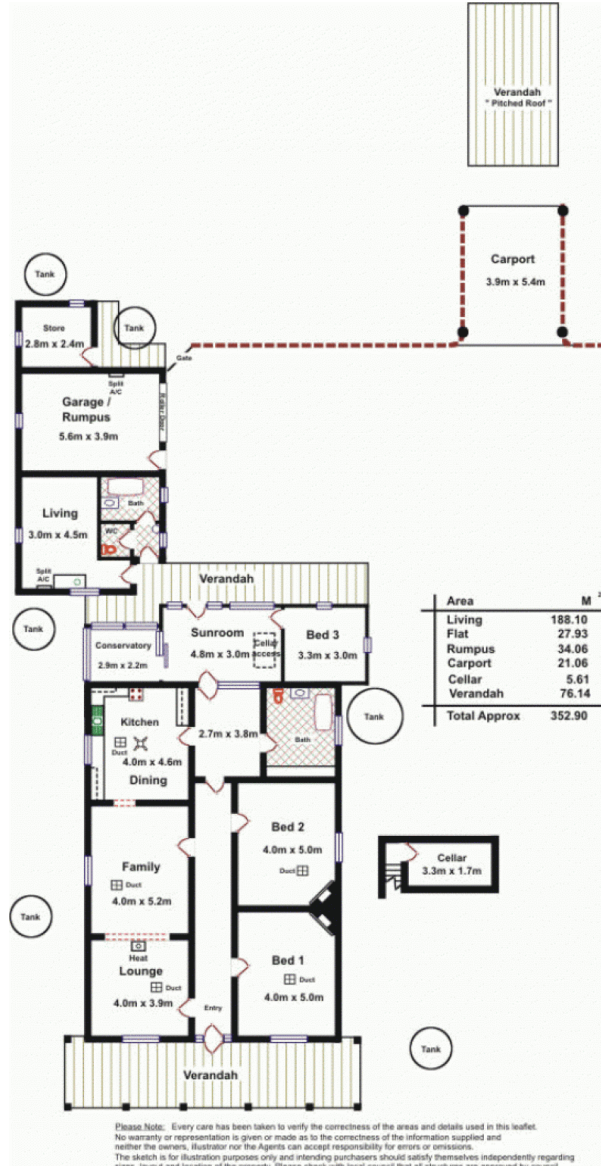 Verandah
" Pitched Roof "
Carport
3.9m x 5.4m
Tank
Tank
Store
2.8m x 2.4m
Gate
Split
A/C
Roller Door
Garage /
Rumpus
5.6m x 3.9m
Bath
Living
3.0m x 4.5m
WC
Split
A/C
Verandah
Tank
Sunroom
4.8m x 3.0m
Cellar
access
Bed 3
3.3m x 3.0m
Conservatory
2.9m x 2.2m
Area M 2
Living 188.10
Flat 27.93
Rumpus 34.06
Carport 21.06
Cellar 5.61
Verandah 76.14
Total Approx 352.90
Kitchen
Duct
4.0m x 4.6m
Dining
2.7m x 3.8m
Bath
Tank
Bed 2
4.0m x 5.0m
Duct
Family
Duct
4.0m x 5.2m
Cellar
3.3m x 1.7m
Tank
Heat
Lounge
Duct
4.0m x 3.9m
Bed 1
Duct
4.0m x 5.0m
Entry
Tank
Verandah
Please Note: Every care has been taken to verify the correctness of the areas and details used in this leaflet.
No warranty or representation is given or made as to the correctness of the information supplied and
neither the owners, illustrator nor the Agents can accept responsibility for errors or omissions.
The sketch is for illustration purposes only and intending purchasers should satisfy themselves independently regarding